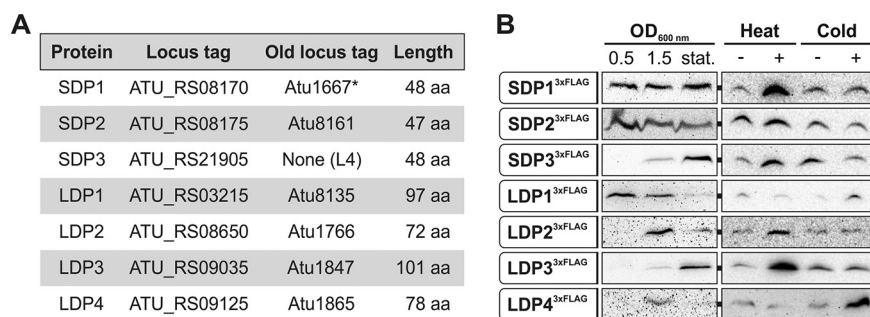 A
Protein Locus tag Old locus tag Length
SDP1 ATU_RS08170 Atu1667* 48 aa
SDP2 ATU_RS08175 Atu8161 47 aa
SDP3 ATU_RS21905 None (L4) 48 aa
LDP1 ATU_RS03215 Atu8135 97 aa
LDP2 ATU_RS08650 Atu1766 72 aa
LDP3 ATU_RS09035 Atu1847 101 aa
LDP4 ATU_RS09125 Atu1865 78 aa
B
OD600 nm Heat Cold
0.5 1.5 stat. - + - +
SDP13xFLAG
SDP23xFLAG
SDP33xFLAG
LDP13xFLAG
LDP23xFLAG
LDP33xFLAG
LDP43xFLAG